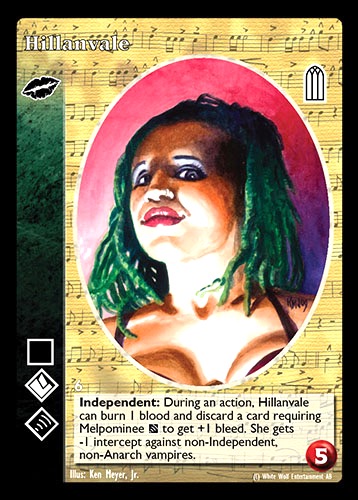 Hillanvale
.6
Independent: During an action, Hillanvale
can burn 1 blood and discard a card requiring
Melpominee to get +1 bleed. She gets
-1 intercept against non-Independent,
non-Anarch vampires.
5
Illus: Ken Meyer, Jr.
(C) White Wolf Entertainment AB